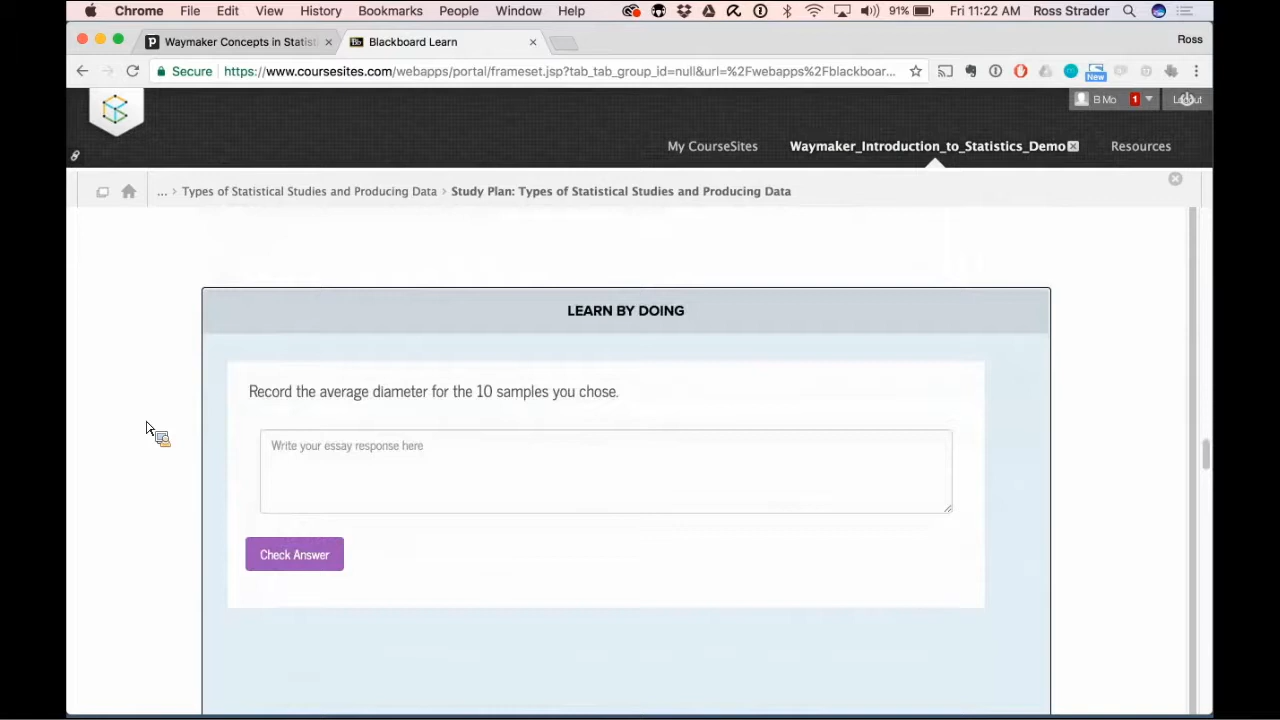 Chrome File Edit View History Bookmarks People Window Help 91% Fri 11:22 AM Ross Strader
Waymaker Concepts in Statist × Blackboard Learn × Ross
Secure https://www.coursesites.com/webapps/portal/frameset.jsp?tab_tab_group_id=null&url=%2Fwebapps%2Fblackboar...
New
B Mo 1 Logout
My CourseSites Waymaker_Introduction_to_Statistics_Demo Resources
... › Types of Statistical Studies and Producing Data › Study Plan: Types of Statistical Studies and Producing Data
LEARN BY DOING
Record the average diameter for the 10 samples you chose.
Write your essay response here
Check Answer